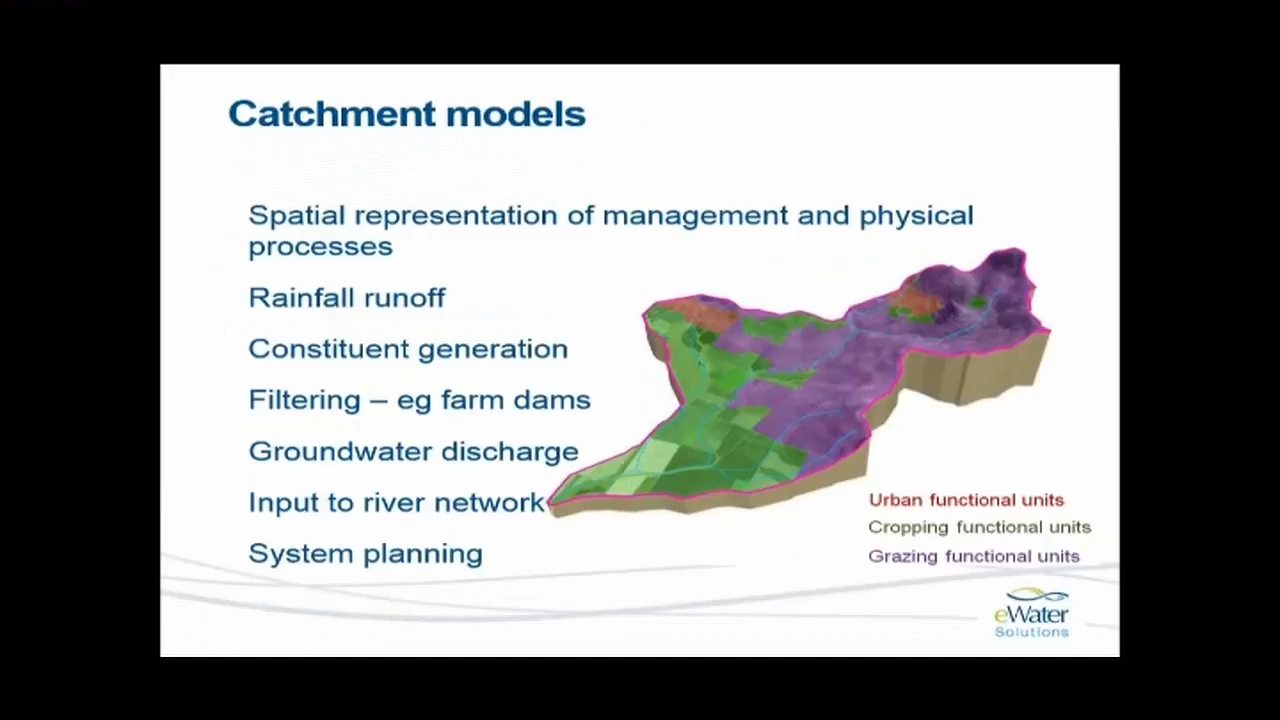 Catchment models
Spatial representation of management and physical
processes
Rainfall runoff
Constituent generation
Filtering – eg farm dams
Groundwater discharge
Input to river network
System planning
Urban functional units
Cropping functional units
Grazing functional units
eWater
Solutions